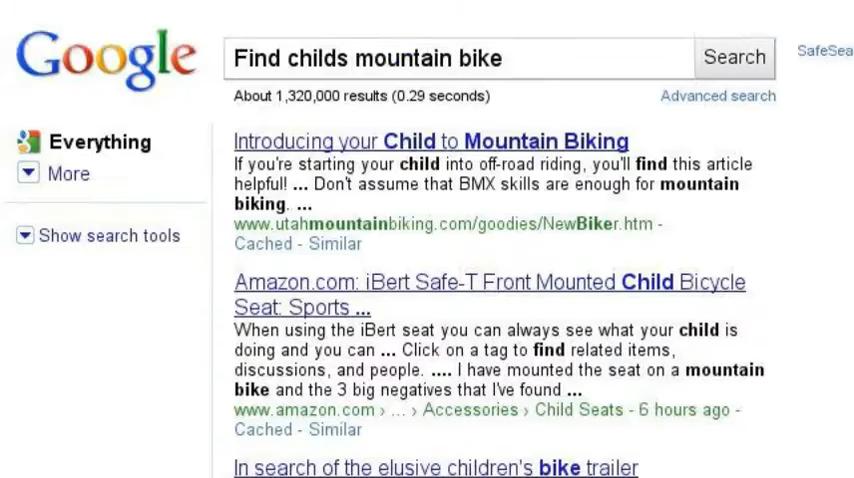 Google
Find childs mountain bike
Search
SafeSea
About 1,320,000 results (0.29 seconds)
Advanced search
Everything
More
Show search tools
Introducing your Child to Mountain Biking
If you're starting your child into off-road riding, you'll find this article
helpful! ... Don't assume that BMX skills are enough for mountain
biking. ...
www.utahmountainbiking.com/goodies/NewBiker.htm -
Cached - Similar
Amazon.com: iBert Safe-T Front Mounted Child Bicycle
Seat: Sports ...
When using the iBert seat you can always see what your child is
doing and you can ... Click on a tag to find related items,
discussions, and people. .... I have mounted the seat on a mountain
bike and the 3 big negatives that I've found ...
www.amazon.com › ... › Accessories › Child Seats - 6 hours ago -
Cached - Similar
In search of the elusive children's bike trailer